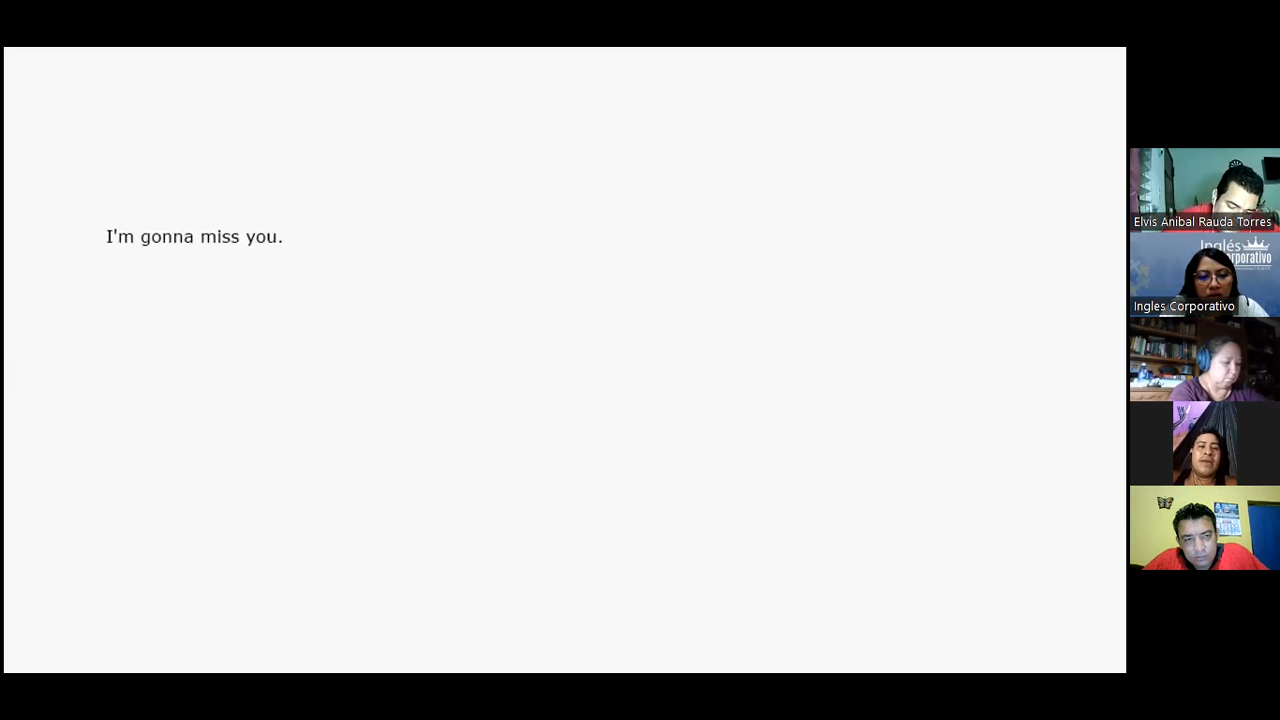 I'm gonna miss you.
Elvis Anibal Rauda Torres
Inglés
Corporativo
Ingles Corporativo